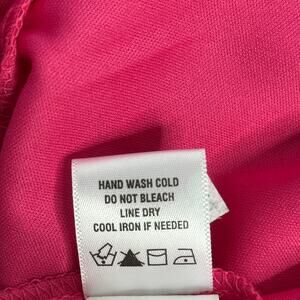 HAND WASH COLD
DO NOT BLEACH
LINE DRY
COOL IRON IF NEEDED